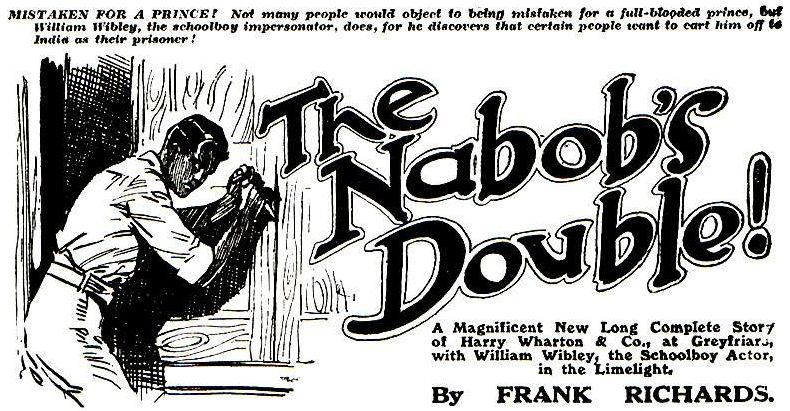 MISTAKEN FOR A PRINCE! Not many people would object to being mistaken for a full-blooded prince, but
William Wibley, the schoolboy impersonator, does, for he discovers that certain people want to cart him off to
India as their prisoner!
The
Nabob's
Double!
A Magnificent New Long Complete Story
of Harry Wharton & Co., at Greyfriars,
with William Wibley, the Schoolboy Actor,
in the Limelight.
By FRANK RICHARDS.